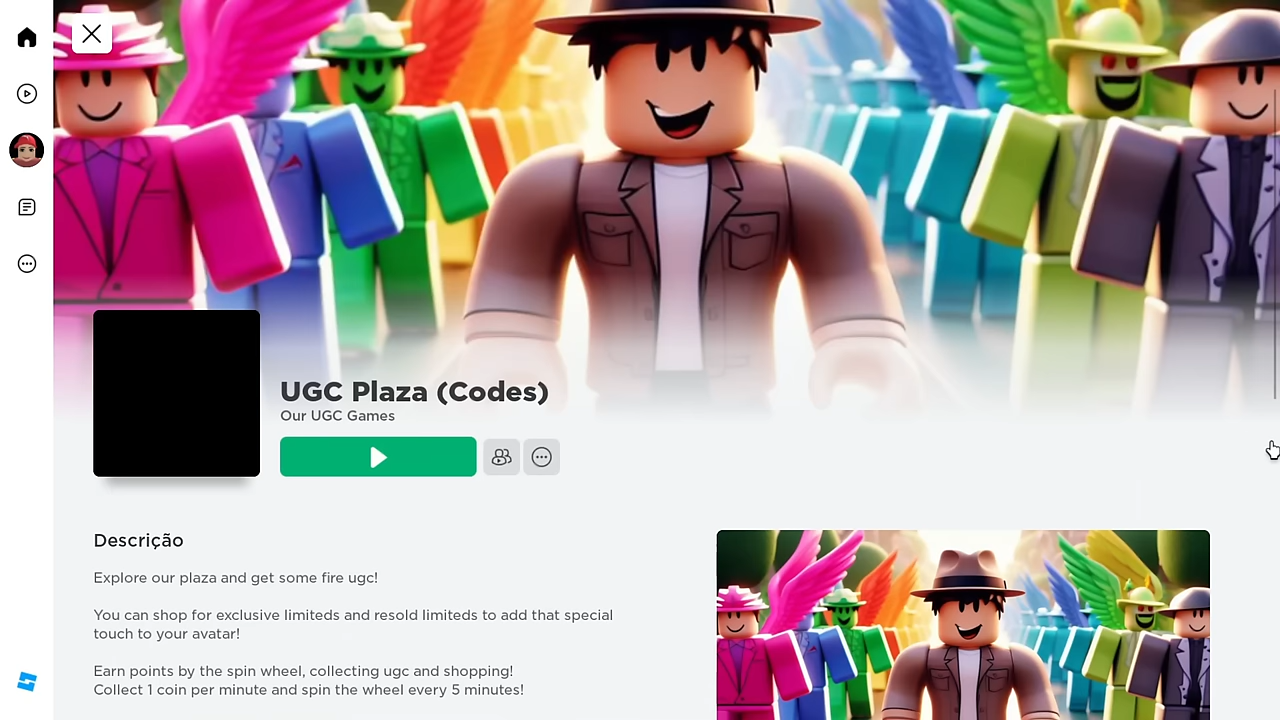 UGC Plaza (Codes)
Our UGC Games
Descrição
Explore our plaza and get some fire ugc!
You can shop for exclusive limiteds and resold limiteds to add that special
touch to your avatar!
Earn points by the spin wheel, collecting ugc and shopping!
Collect 1 coin per minute and spin the wheel every 5 minutes!